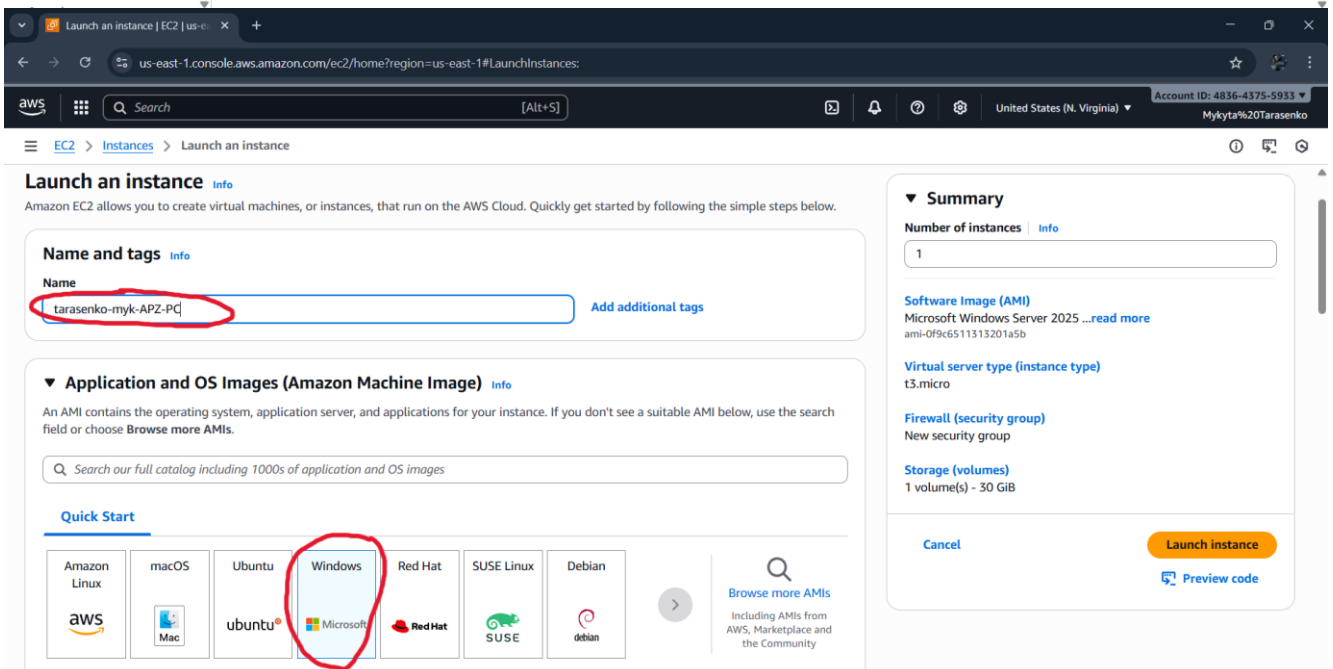 Launch an instance | EC2 | us-ea
us-east-1.console.aws.amazon.com/ec2/home?region=us-east-1#LaunchInstances:
aws
Search
[Alt+S]
United States (N. Virginia)
Account ID: 4836-4375-5933
Mykyta%20Tarasenko
EC2 > Instances > Launch an instance
Launch an instance Info
Amazon EC2 allows you to create virtual machines, or instances, that run on the AWS Cloud. Quickly get started by following the simple steps below.
Name and tags Info
Name
tarasenko-myk-APZ-PC
Add additional tags
Application and OS Images (Amazon Machine Image) Info
An AMI contains the operating system, application server, and applications for your instance. If you don't see a suitable AMI below, use the search
field or choose Browse more AMIs.
Search our full catalog including 1000s of application and OS images
Quick Start
Amazon
Linux
aws
macOS
Mac
Ubuntu
ubuntu®
Windows
Microsoft
Red Hat
Red Hat
SUSE Linux
SUSE
Debian
debian
Browse more AMIs
Including AMIs from
AWS, Marketplace and
the Community
Summary
Number of instances Info
1
Software Image (AMI)
Microsoft Windows Server 2025 ...read more
ami-0f9c6511313201a5b
Virtual server type (instance type)
t3.micro
Firewall (security group)
New security group
Storage (volumes)
1 volume(s) - 30 GiB
Cancel
Launch instance
Preview code